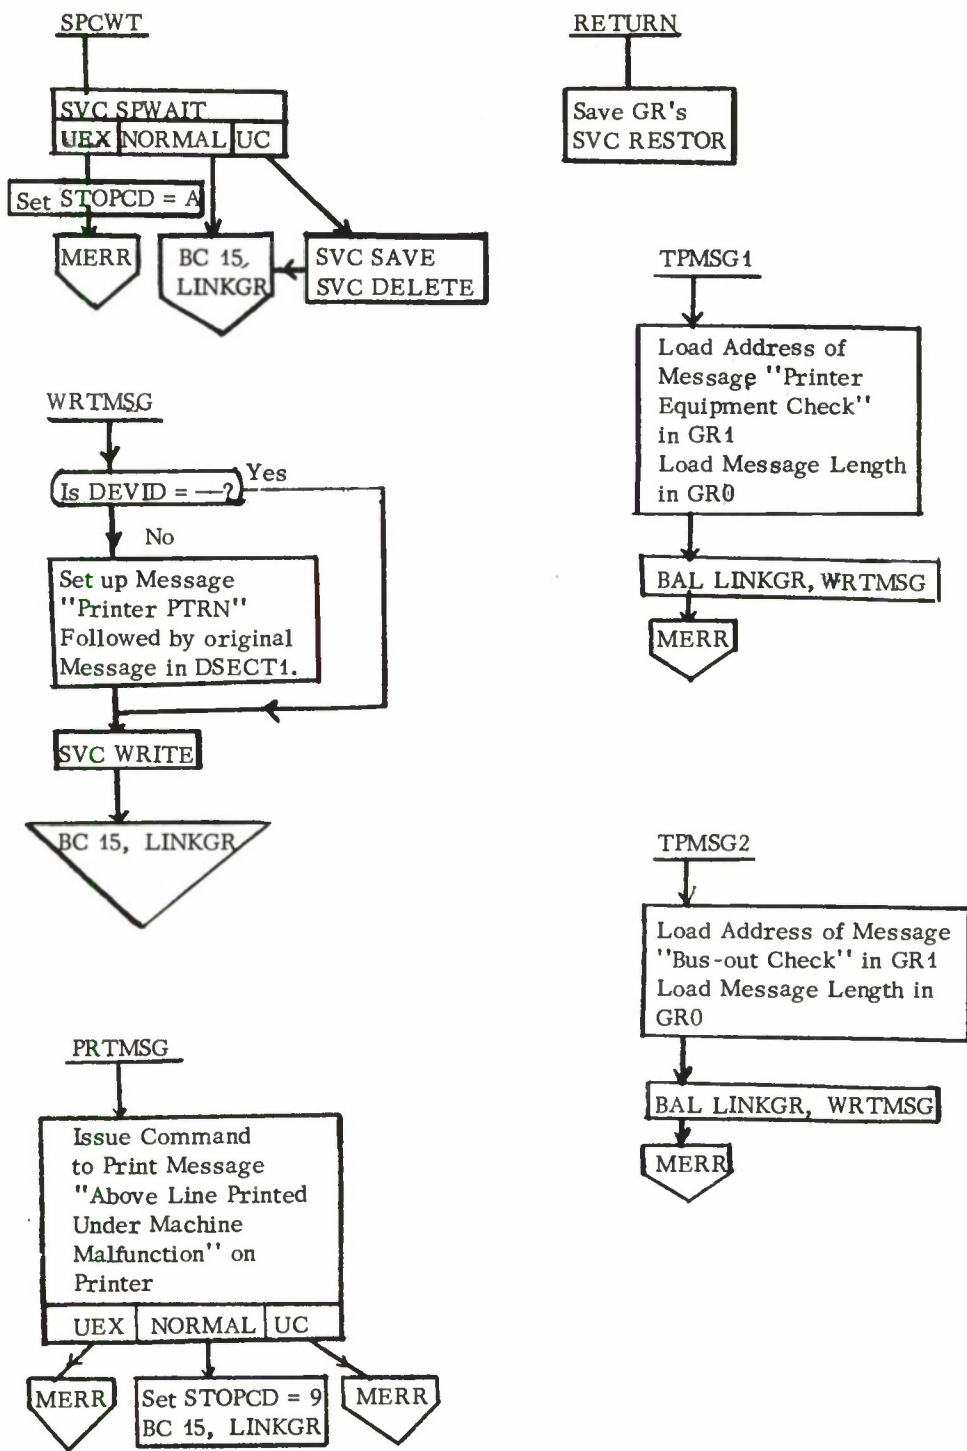 SPCWT
SVC SPWAIT
UEX NORMAL UC
Set STOPCD = A
MERR
BC 15,
LINKGR
SVC SAVE
SVC DELETE
RETURN
Save GR's
SVC RESTOR
WRTMSG
Is DEVID = —?
Yes
No
Set up Message
"Printer PTRN"
Followed by original
Message in DSECT1.
SVC WRITE
BC 15, LINKGR
TPMSG1
Load Address of
Message "Printer
Equipment Check"
in GR1
Load Message Length
in GR0
BAL LINKGR, WRTMSG
MERR
TPMSG2
Load Address of Message
"Bus-out Check" in GR1
Load Message Length in
GR0
BAL LINKGR, WRTMSG
MERR
PRTMSG
Issue Command
to Print Message
"Above Line Printed
Under Machine
Malfunction" on
Printer
UEX NORMAL UC
MERR
Set STOPCD = 9
BC 15, LINKGR
MERR